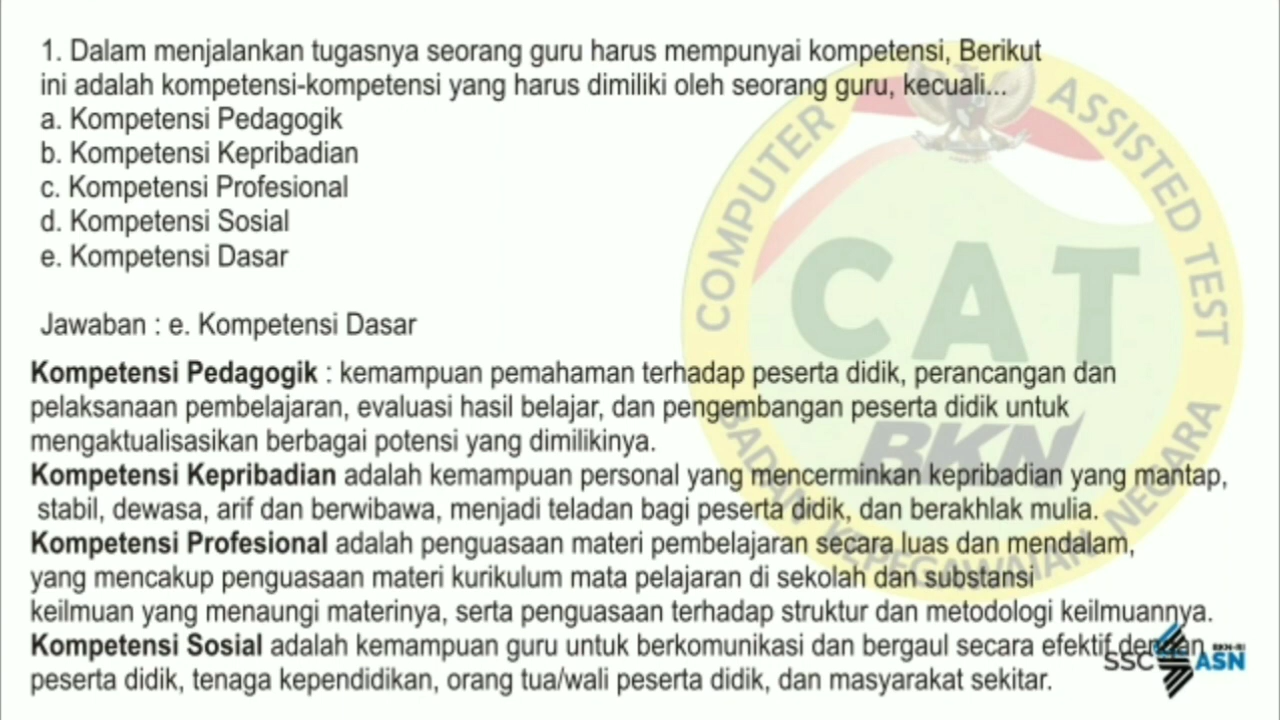 1. Dalam menjalankan tugasnya seorang guru harus mempunyai kompetensi, Berikut
ini adalah kompetensi-kompetensi yang harus dimiliki oleh seorang guru, kecuali...
a. Kompetensi Pedagogik
b. Kompetensi Kepribadian
c. Kompetensi Profesional
d. Kompetensi Sosial
e. Kompetensi Dasar
Jawaban : e. Kompetensi Dasar
Kompetensi Pedagogik : kemampuan pemahaman terhadap peserta didik, perancangan dan
pelaksanaan pembelajaran, evaluasi hasil belajar, dan pengembangan peserta didik untuk
mengaktualisasikan berbagai potensi yang dimilikinya.
Kompetensi Kepribadian adalah kemampuan personal yang mencerminkan kepribadian yang mantap,
stabil, dewasa, arif dan berwibawa, menjadi teladan bagi peserta didik, dan berakhlak mulia.
Kompetensi Profesional adalah penguasaan materi pembelajaran secara luas dan mendalam,
yang mencakup penguasaan materi kurikulum mata pelajaran di sekolah dan substansi
keilmuan yang menaungi materinya, serta penguasaan terhadap struktur dan metodologi keilmuannya.
Kompetensi Sosial adalah kemampuan guru untuk berkomunikasi dan bergaul secara efektif dengan
peserta didik, tenaga kependidikan, orang tua/wali peserta didik, dan masyarakat sekitar.
COMPUTER ASSISTED TEST
CAT
BKN
BADAN KEPEGAWAIAN NEGARA
SSC ASN
BKN-RI